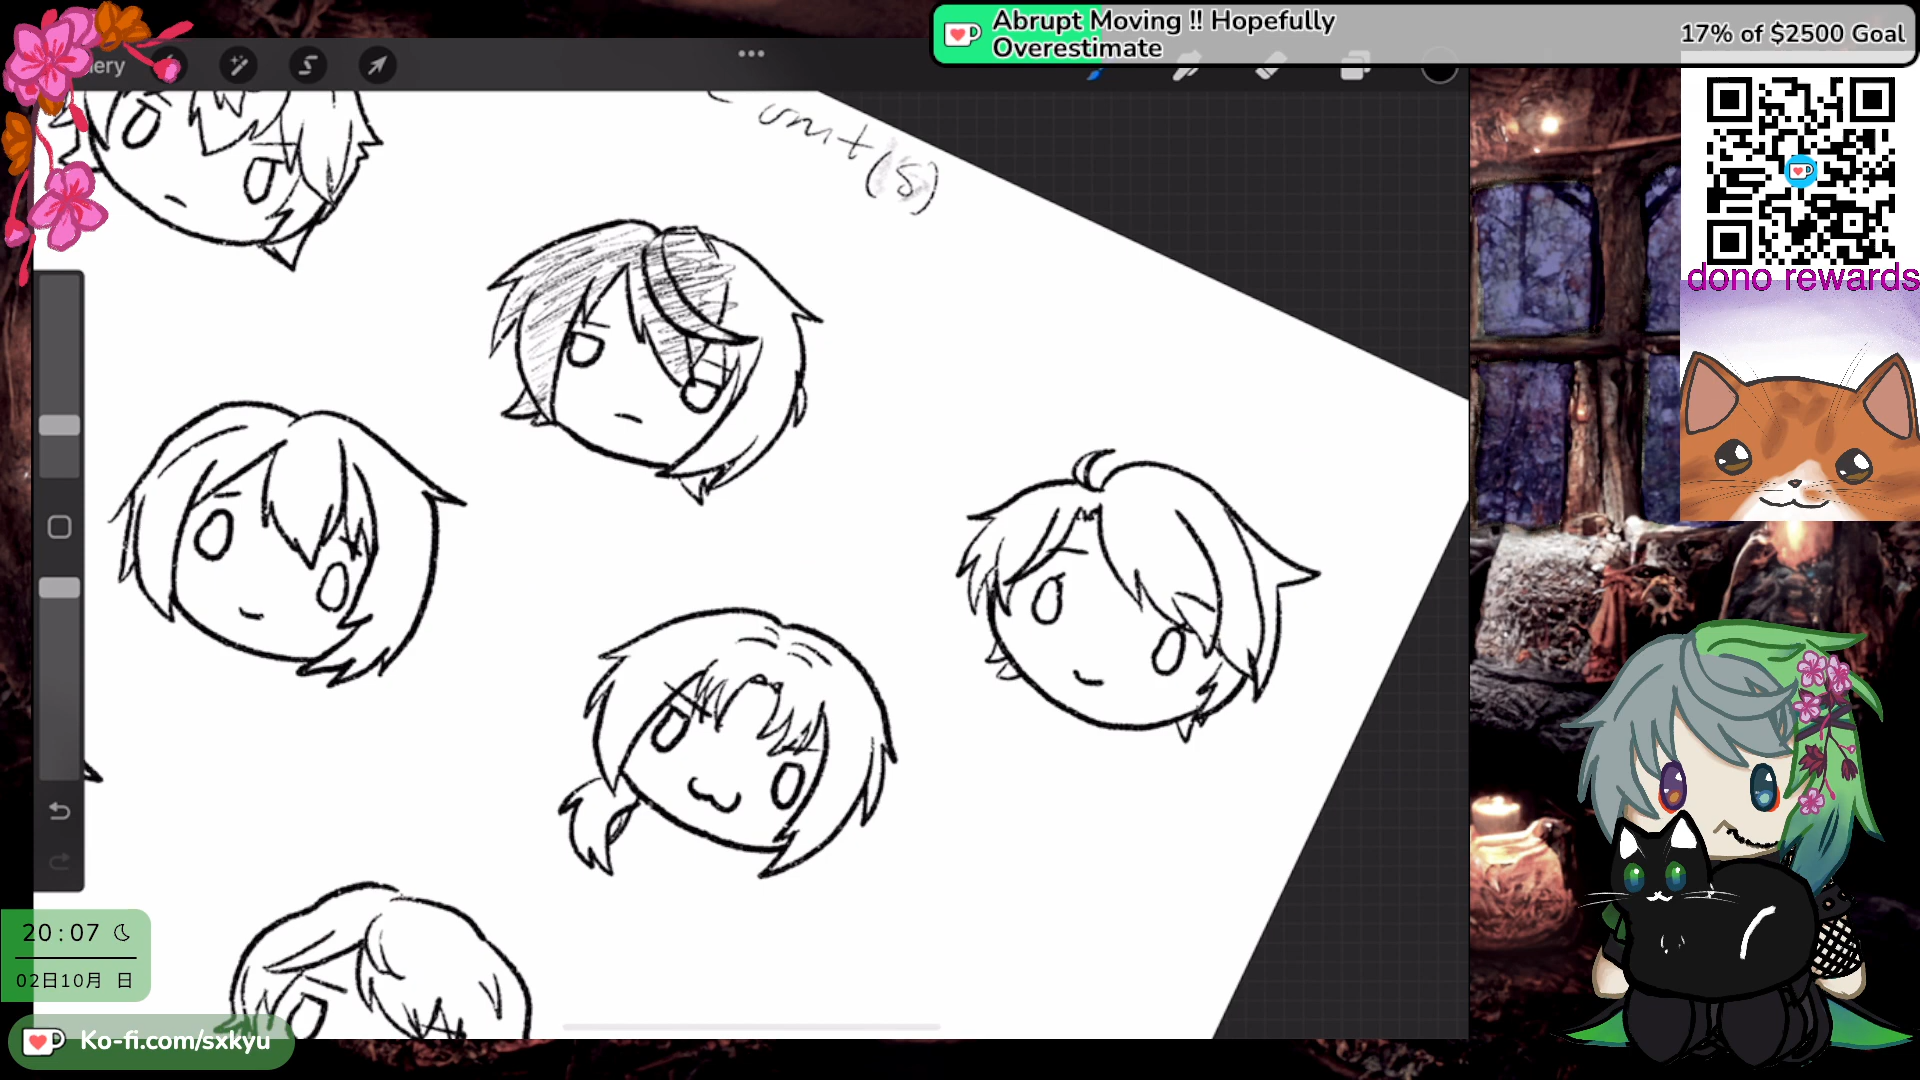 Abrupt Moving !! Hopefully
Overestimate
17% of $2500 Goal
lery
dono rewards
20:07
02日10月 日
Ko-fi.com/sxkyu